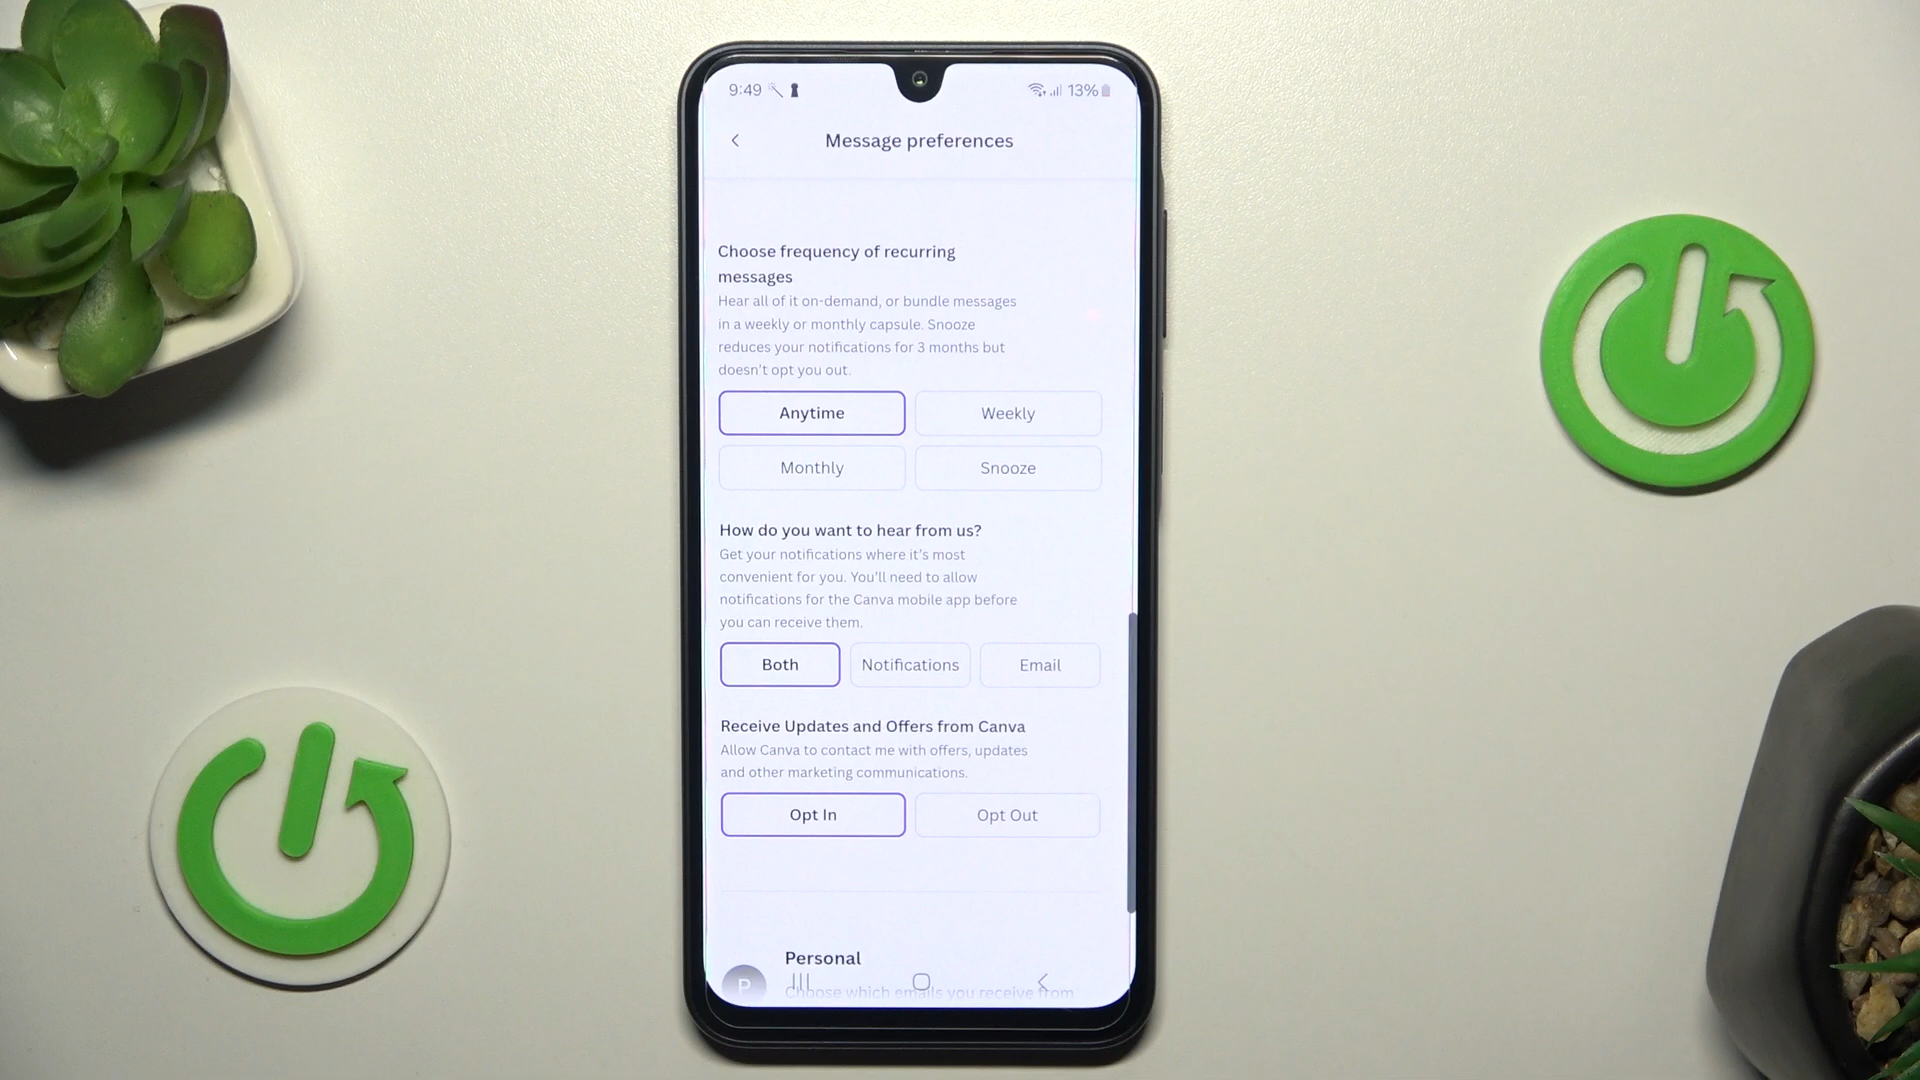 9:49
13%
Message preferences
Choose frequency of recurring
messages
Hear all of it on-demand, or bundle messages
in a weekly or monthly capsule. Snooze
reduces your notifications for 3 months but
doesn't opt you out.
Anytime
Weekly
Monthly
Snooze
How do you want to hear from us?
Get your notifications where it's most
convenient for you. You'll need to allow
notifications for the Canva mobile app before
you can receive them.
Both
Notifications
Email
Receive Updates and Offers from Canva
Allow Canva to contact me with offers, updates
and other marketing communications.
Opt In
Opt Out
Personal
P
Choose which emails you receive from